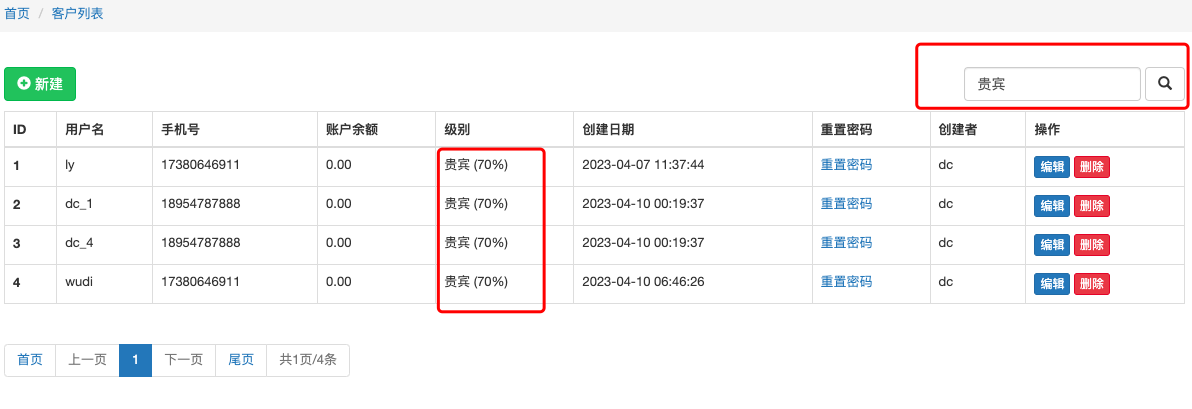 首页 / 客户列表
新建
贵宾
ID 用户名 手机号 账户余额 级别 创建日期 重置密码 创建者 操作
1 ly 17380646911 0.00 贵宾 (70%) 2023-04-07 11:37:44 重置密码 dc 编辑 删除
2 dc_1 18954787888 0.00 贵宾 (70%) 2023-04-10 00:19:37 重置密码 dc 编辑 删除
3 dc_4 18954787888 0.00 贵宾 (70%) 2023-04-10 00:19:37 重置密码 dc 编辑 删除
4 wudi 17380646911 0.00 贵宾 (70%) 2023-04-10 06:46:26 重置密码 dc 编辑 删除
首页 上一页 1 下一页 尾页 共1页/4条